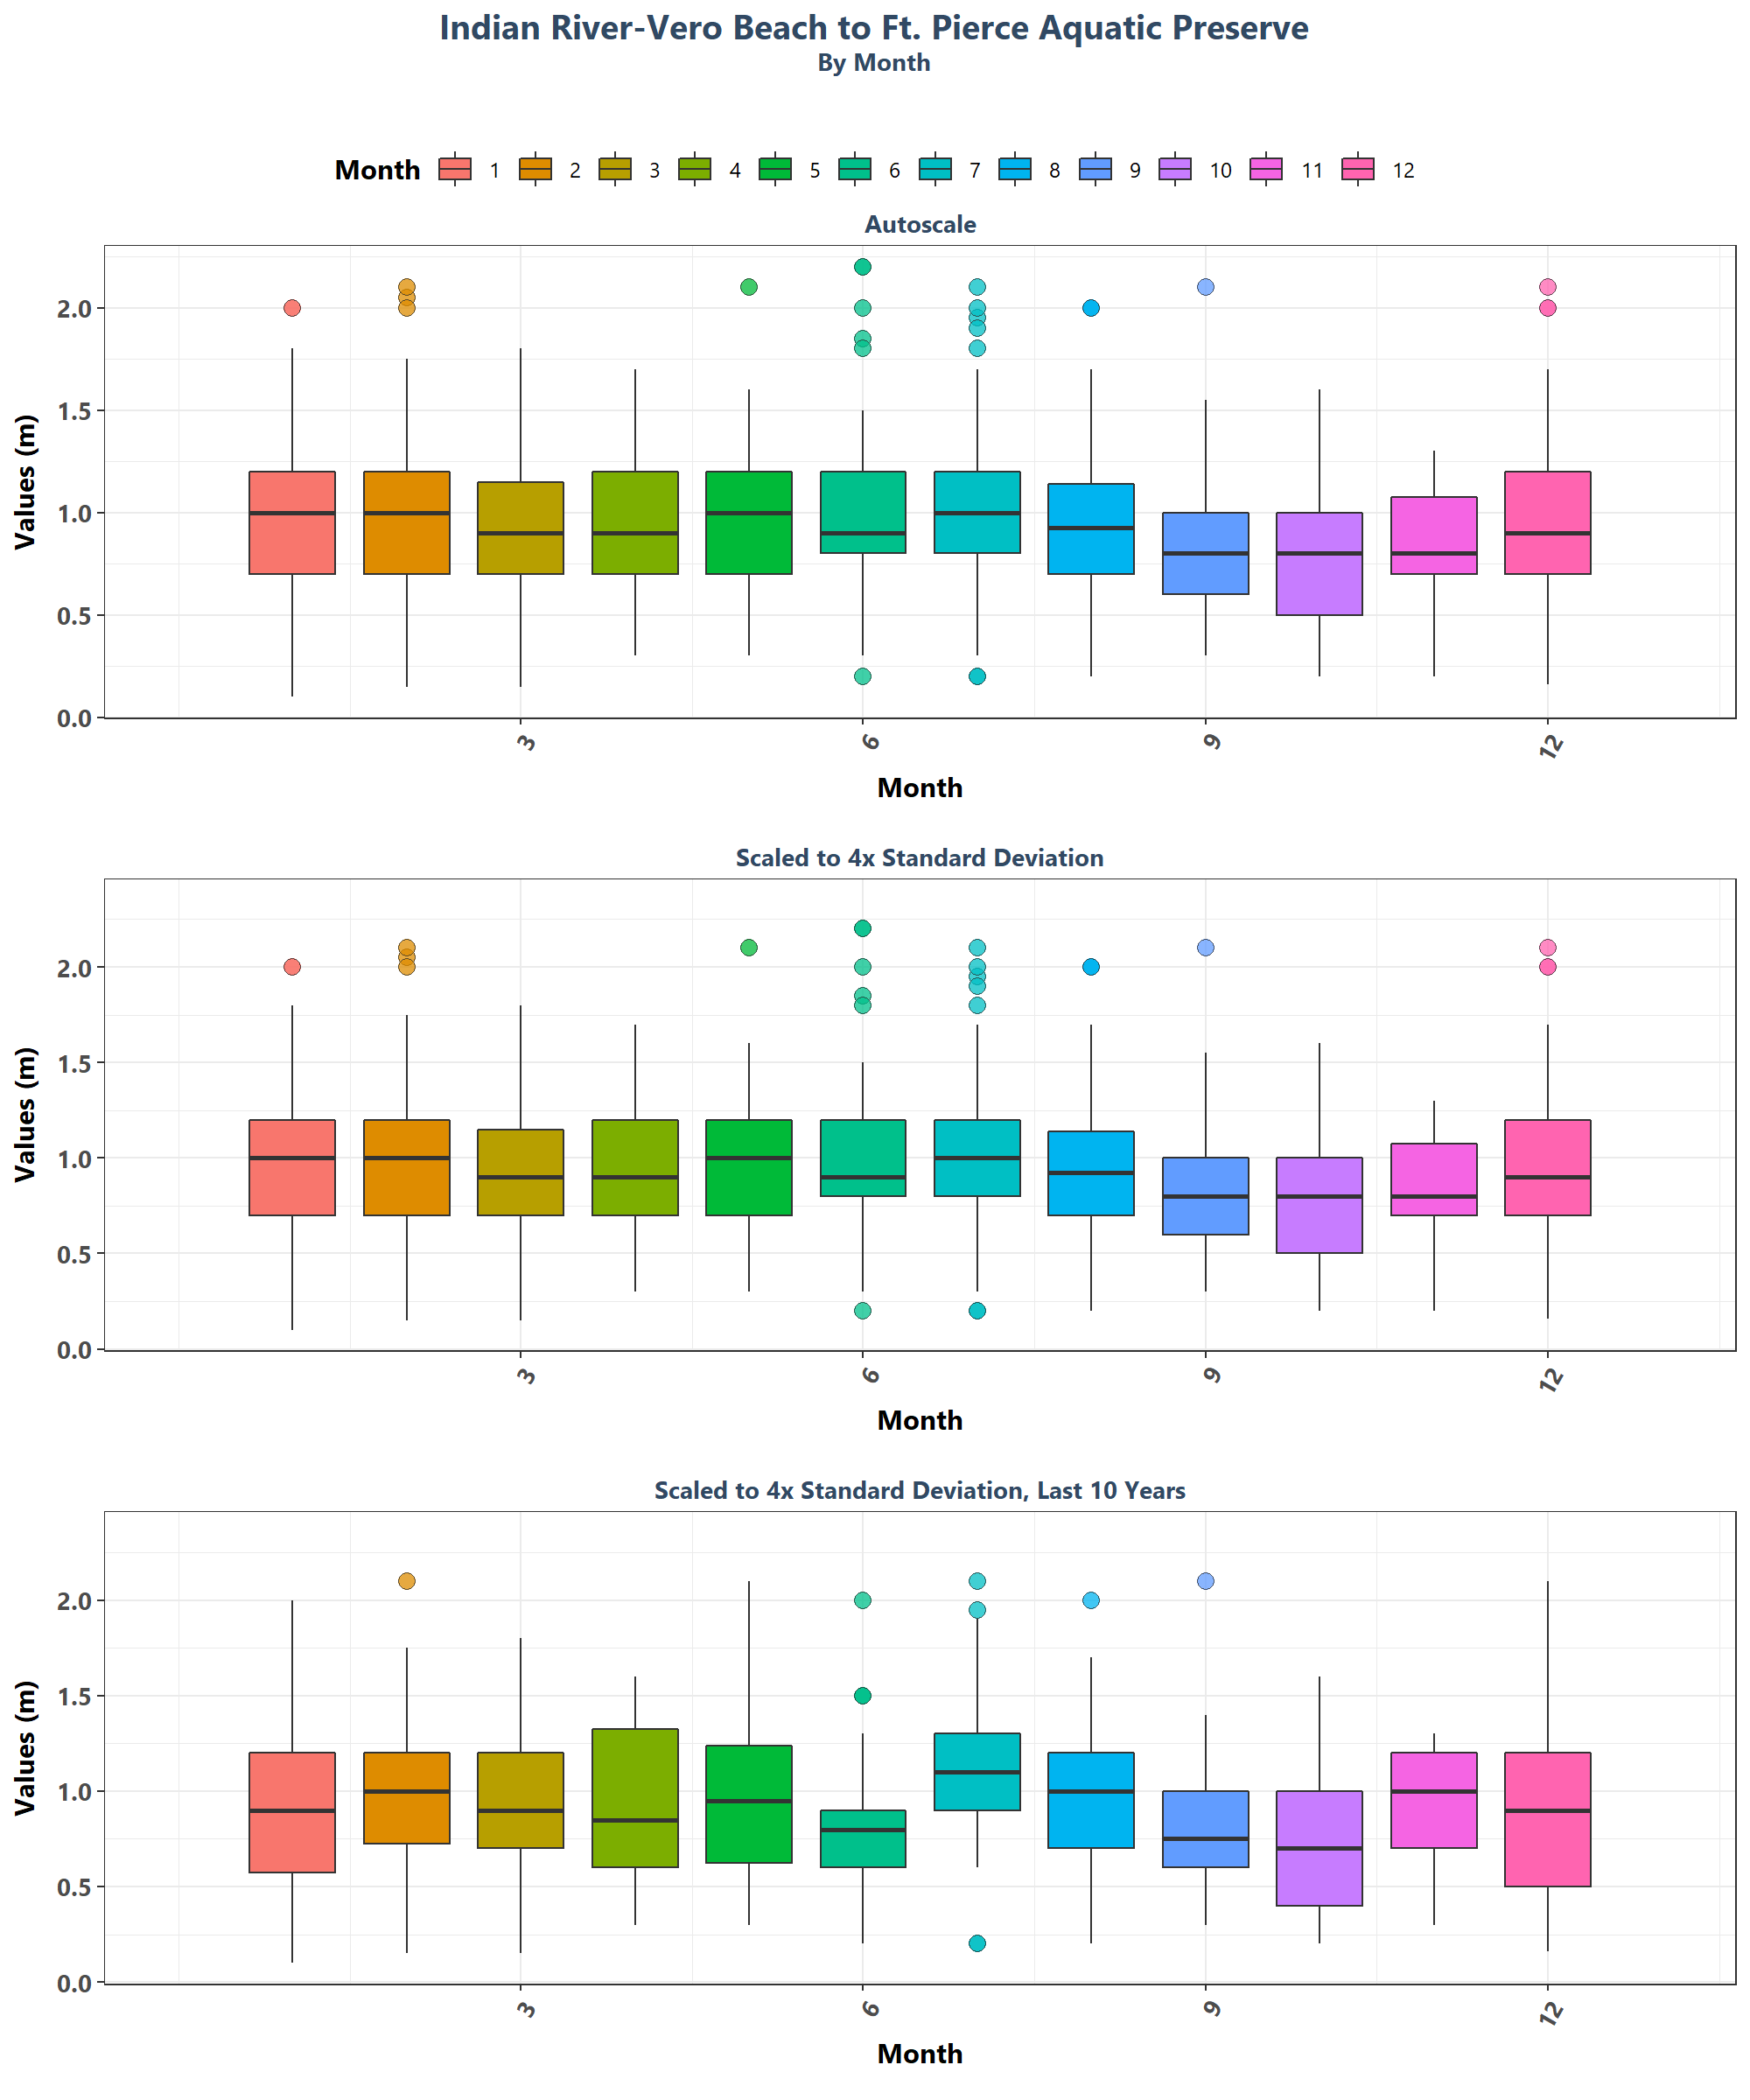 Indian River-Vero Beach to Ft. Pierce Aquatic Preserve
By Month
Month 1 2 3 4 5 6 7 8 9 10 11 12
Autoscale
Values (m)
2.0
1.5
1.0
0.5
0.0
3 6 9 12
Month
Scaled to 4x Standard Deviation
Values (m)
2.0
1.5
1.0
0.5
0.0
3 6 9 12
Month
Scaled to 4x Standard Deviation, Last 10 Years
Values (m)
2.0
1.5
1.0
0.5
0.0
3 6 9 12
Month